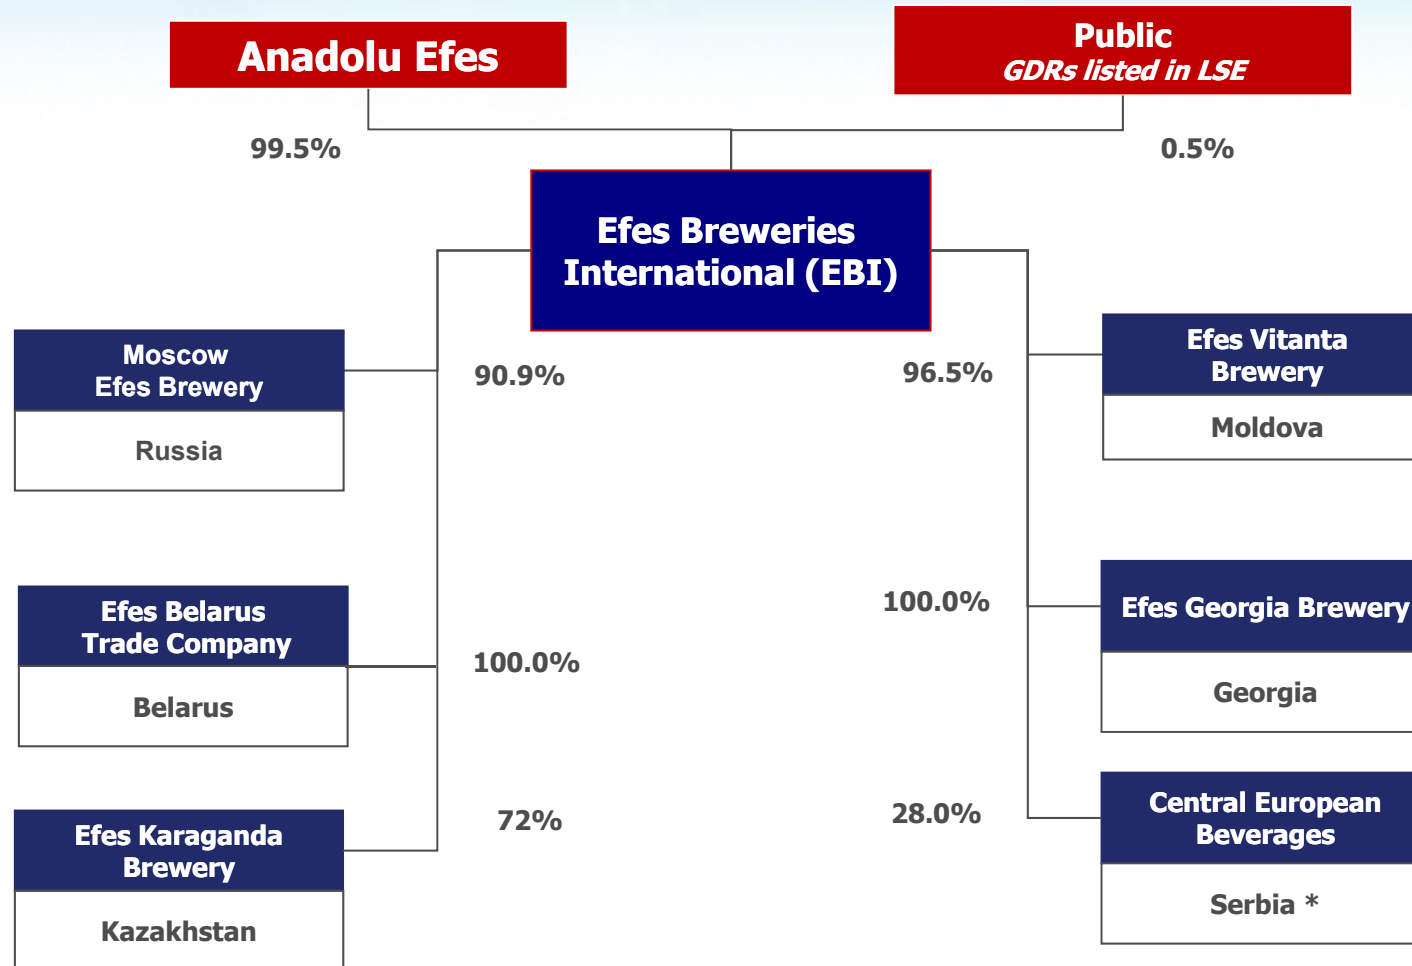 Anadolu Efes
Public
GDRs listed in LSE
99.5%
0.5%
Efes Breweries
International (EBI)
Moscow
Efes Brewery
Russia
90.9%
96.5%
Efes Vitanta
Brewery
Moldova
Efes Belarus
Trade Company
Belarus
100.0%
100.0%
Efes Georgia Brewery
Georgia
Efes Karaganda
Brewery
Kazakhstan
72%
28.0%
Central European
Beverages
Serbia *